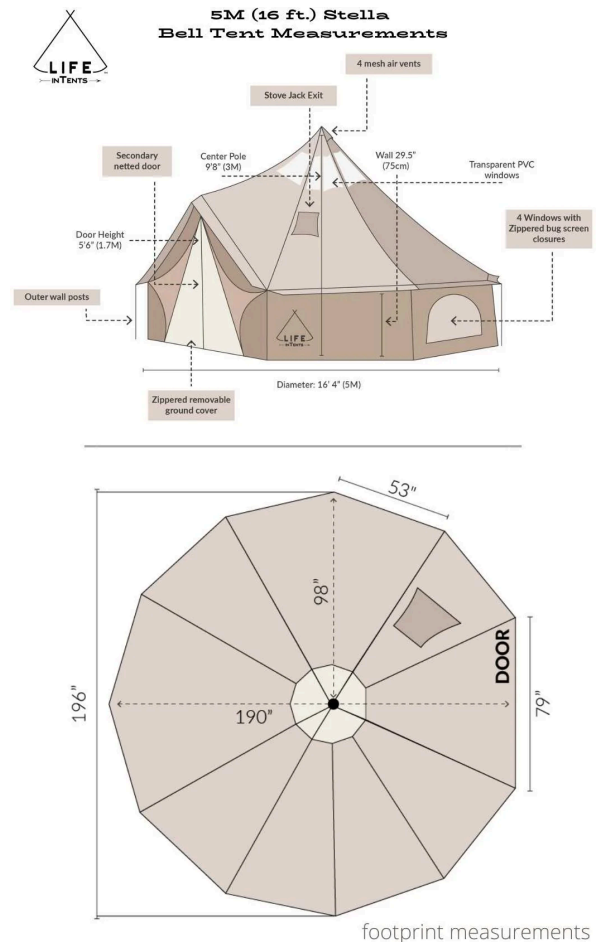 5M (16 ft.) Stella
Bell Tent Measurements
LIFE
inTENTS
4 mesh air vents
Stove Jack Exit
Secondary
netted door
Center Pole
9'8" (3M)
Wall 29.5"
(75cm)
Transparent PVC
windows
Door Height
5'6" (1.7M)
4 Windows with
Zippered bug screen
closures
Outer wall posts
LIFE
inTENTS
Diameter: 16' 4" (5M)
Zippered removable
ground cover
53"
98"
DOOR
196"
190"
79"
footprint measurements